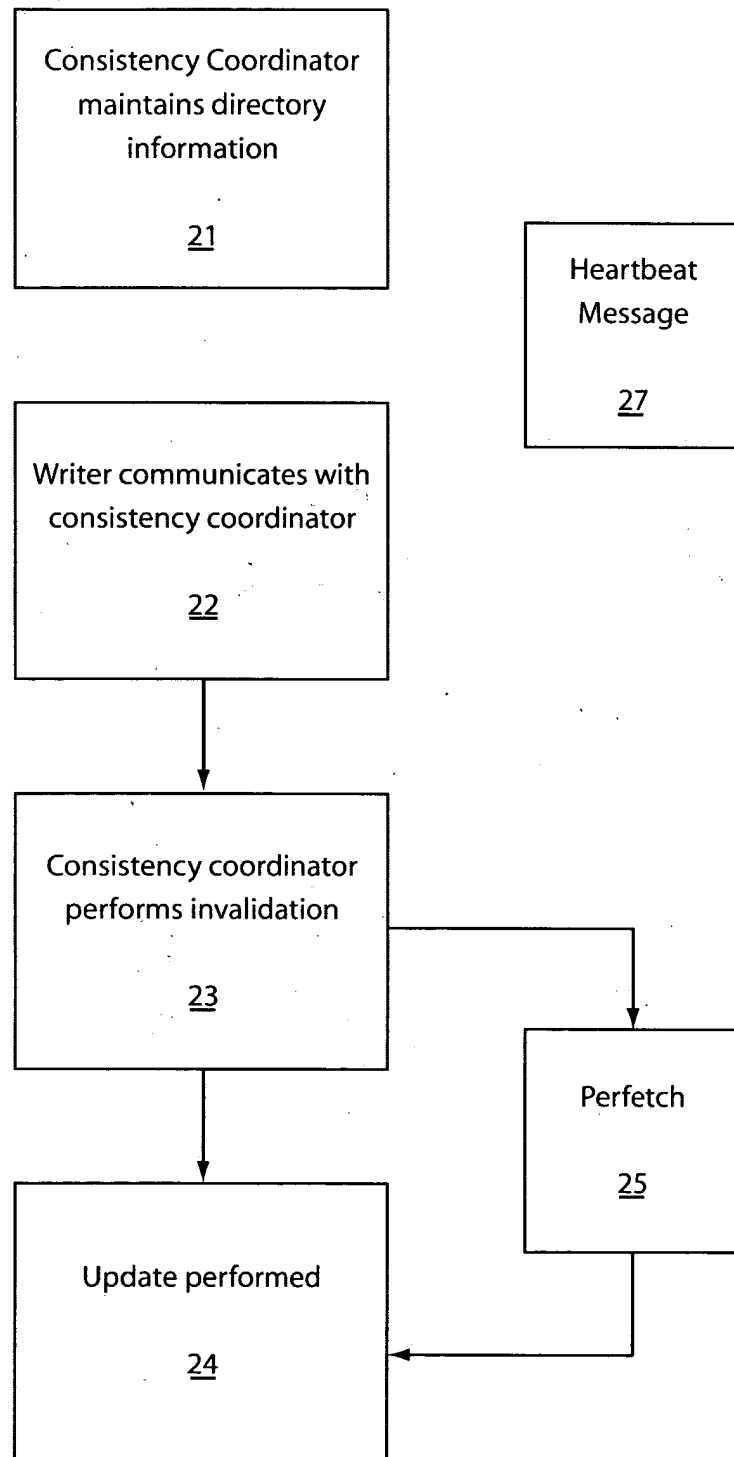 Consistency Coordinator
maintains directory
information
21
Heartbeat
Message
27
Writer communicates with
consistency coordinator
22
Consistency coordinator
performs invalidation
23
Perfetch
25
Update performed
24